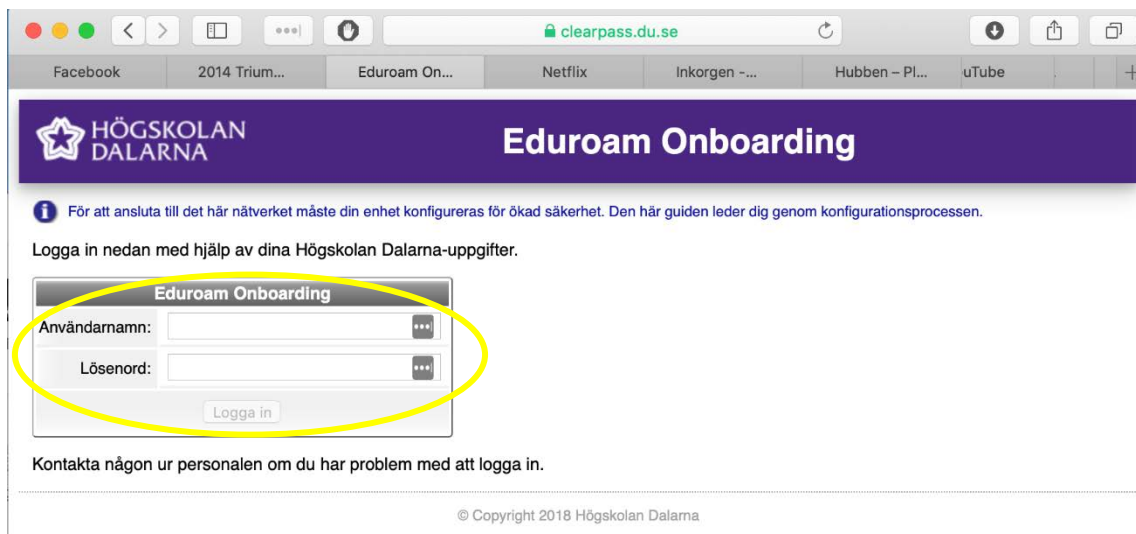 clearpass.du.se
Facebook 2014 Trium... Eduroam On... Netflix Inkorgen -... Hubben – Pl... uTube
HÖGSKOLAN
DALARNA
Eduroam Onboarding
För att ansluta till det här nätverket måste din enhet konfigureras för ökad säkerhet. Den här guiden leder dig genom konfigurationsprocessen.
Logga in nedan med hjälp av dina Högskolan Dalarna-uppgifter.
Eduroam Onboarding
Användarnamn:
Lösenord:
Logga in
Kontakta någon ur personalen om du har problem med att logga in.
© Copyright 2018 Högskolan Dalarna